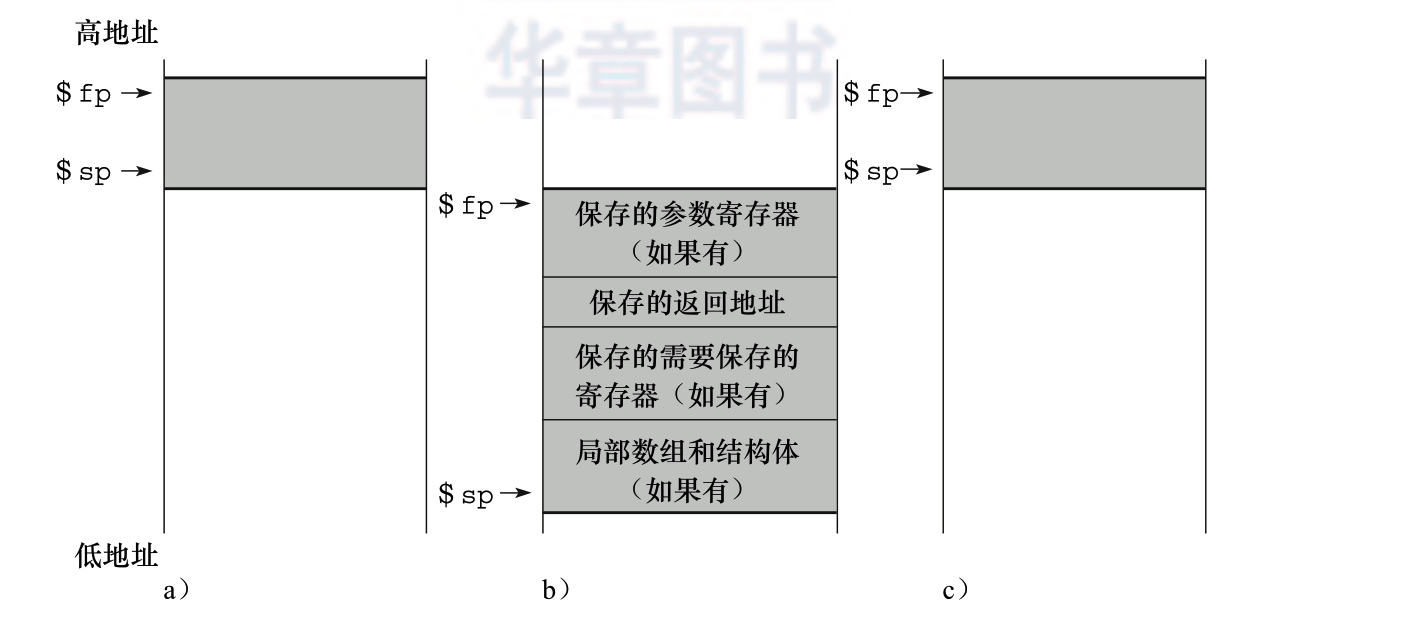 华章图书
高地址
$fp
$sp
$fp
保存的参数寄存器
（如果有）
保存的返回地址
保存的需要保存的
寄存器（如果有）
局部数组和结构体
（如果有）
$sp
$fp
$sp
低地址
a）
b）
c）